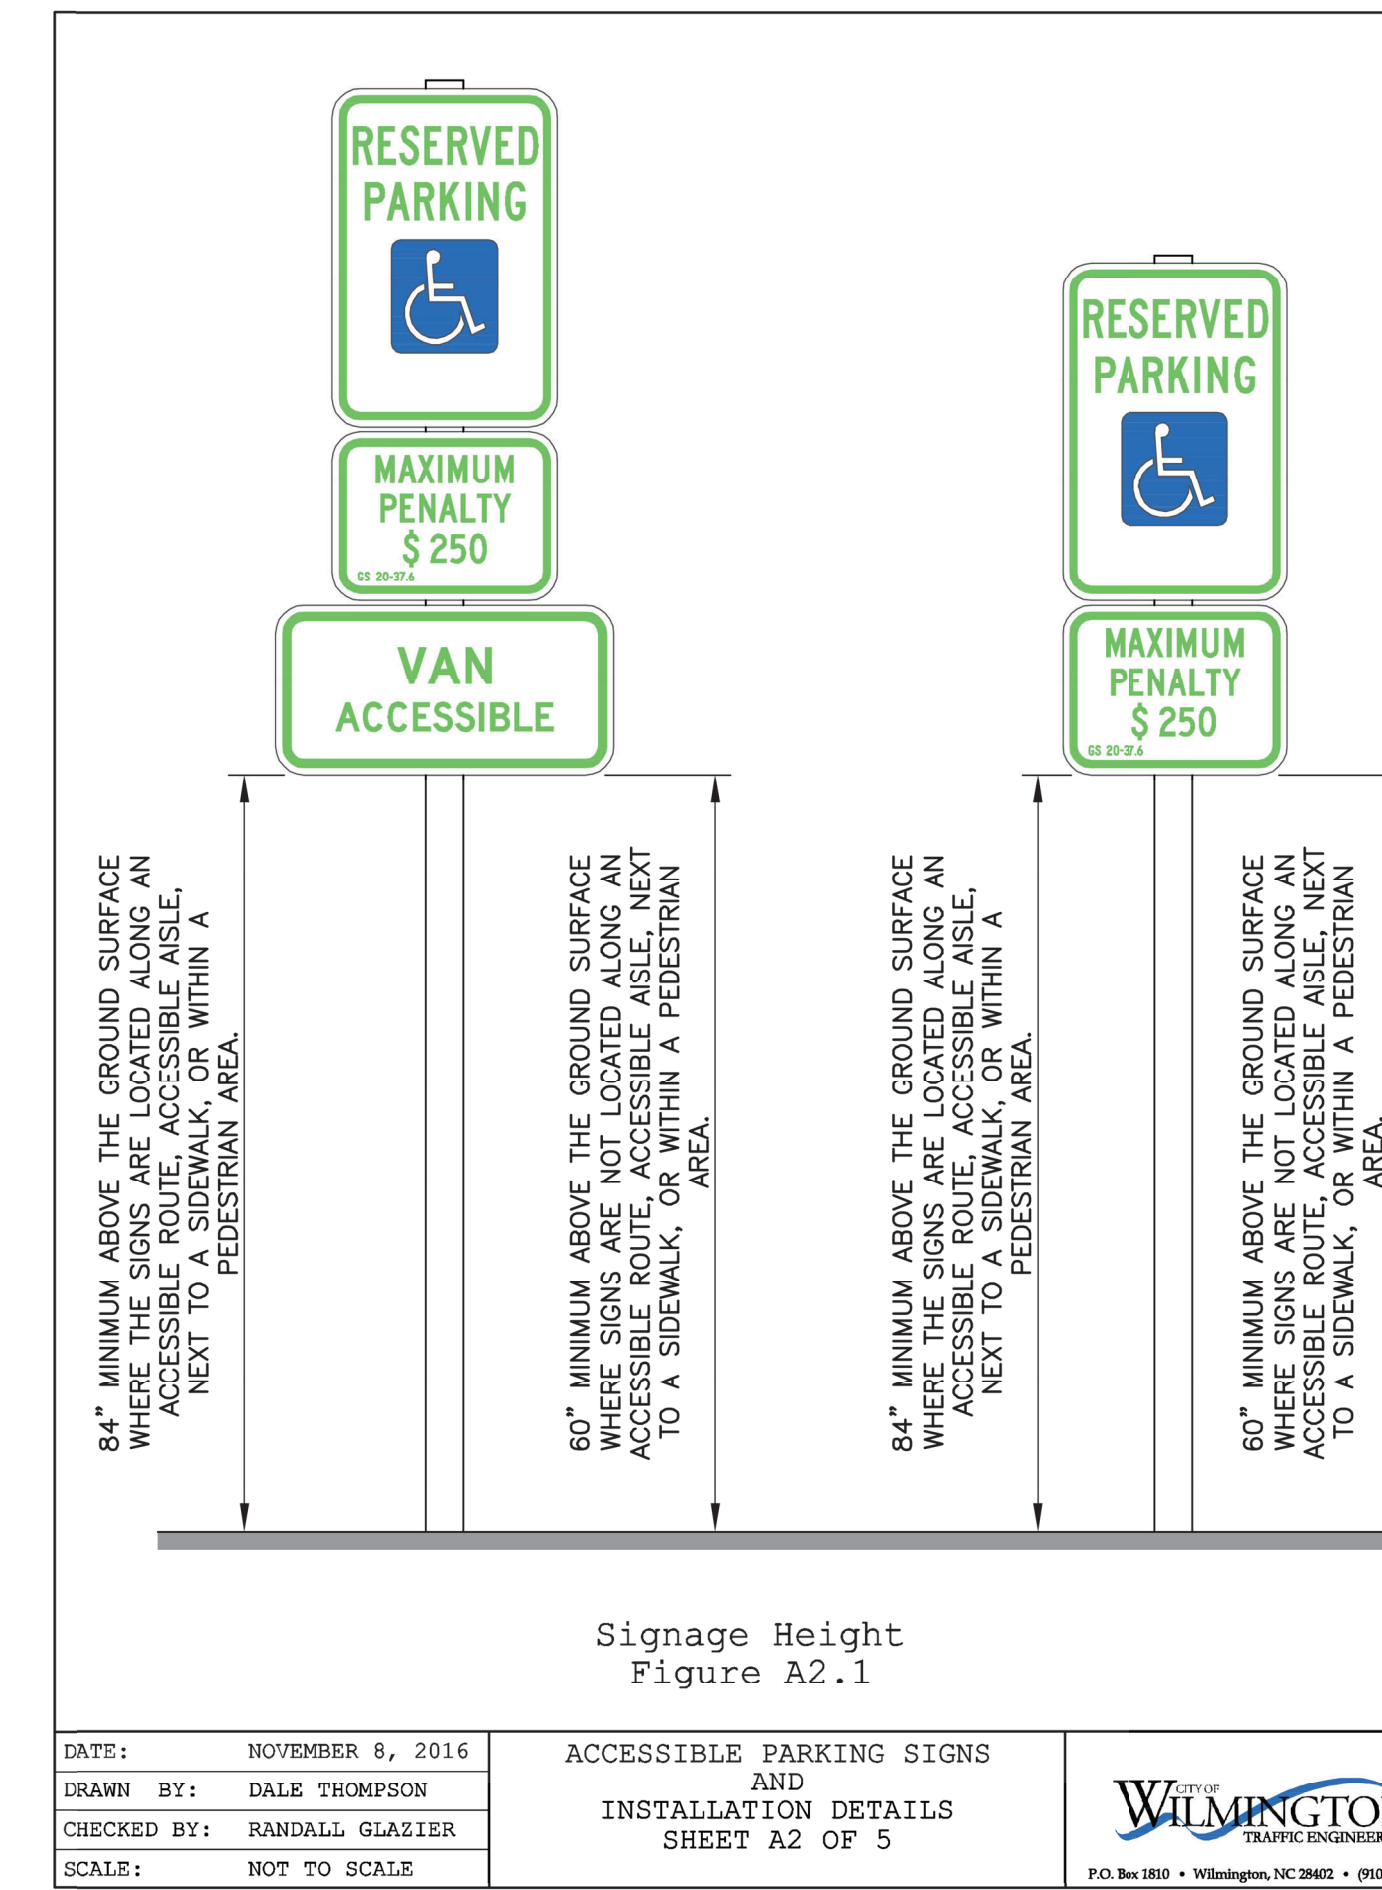 RESERVED
PARKING
MAXIMUM
PENALTY
$ 250
GS 20-37.6
VAN
ACCESSIBLE
RESERVED
PARKING
MAXIMUM
PENALTY
$ 250
GS 20-37.6
84" MINIMUM ABOVE THE GROUND SURFACE
WHERE THE SIGNS ARE LOCATED ALONG AN
ACCESSIBLE ROUTE, ACCESSIBLE AISLE,
NEXT TO A SIDEWALK, OR WITHIN A
PEDESTRIAN AREA.
60" MINIMUM ABOVE THE GROUND SURFACE
WHERE SIGNS ARE NOT LOCATED ALONG AN
ACCESSIBLE ROUTE, ACCESSIBLE AISLE, NEXT
TO A SIDEWALK, OR WITHIN A PEDESTRIAN
AREA.
84" MINIMUM ABOVE THE GROUND SURFACE
WHERE THE SIGNS ARE LOCATED ALONG AN
ACCESSIBLE ROUTE, ACCESSIBLE AISLE,
NEXT TO A SIDEWALK, OR WITHIN A
PEDESTRIAN AREA.
60" MINIMUM ABOVE THE GROUND SURFACE
WHERE SIGNS ARE NOT LOCATED ALONG AN
ACCESSIBLE ROUTE, ACCESSIBLE AISLE, NEXT
TO A SIDEWALK, OR WITHIN A PEDESTRIAN
AREA.
Signage Height
Figure A2.1
DATE: NOVEMBER 8, 2016
DRAWN BY: DALE THOMPSON
CHECKED BY: RANDALL GLAZIER
SCALE: NOT TO SCALE
ACCESSIBLE PARKING SIGNS
AND
INSTALLATION DETAILS
SHEET A2 OF 5
CITY OF
WILMINGTO
TRAFFIC ENGINEER
P.O. Box 1810 • Wilmington, NC 28402 • (910